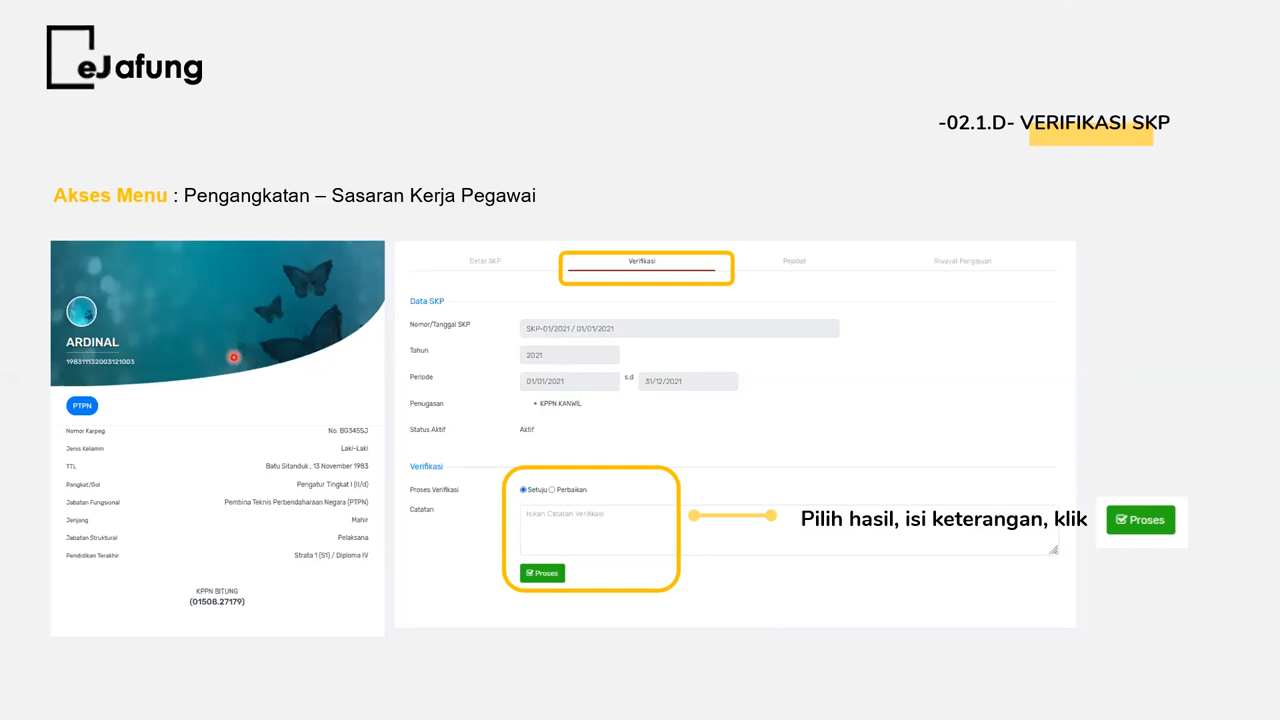 eJafung
-02.1.D- VERIFIKASI SKP
Akses Menu : Pengangkatan – Sasaran Kerja Pegawai
ARDINAL
198311132003121003
PTPN
Nomor Karpeg No. BG345SJ
Jenis Kelamin Laki-Laki
TTL Batu Sitanduk , 13 November 1983
Pangkat/Gol Pengatur Tingkat I (II/d)
Jabatan Fungsional Pembina Teknis Perbendaharaan Negara (PTPN)
Jenjang Mahir
Jabatan Struktural Pelaksana
Pendidikan Terakhir Strata 1 (S1) / Diploma IV
KPPN BITUNG
(01508.27179)
Detail SKP Verifikasi Pejabat Riwayat Pengajuan
Data SKP
Nomor/Tanggal SKP SKP-01/2021 / 01/01/2021
Tahun 2021
Periode 01/01/2021 s.d 31/12/2021
Penugasan • KPPN KANWIL
Status Aktif Aktif
Verifikasi
Proses Verifikasi Setuju Perbaikan
Catatan Isikan Catatan Verifikasi
Proses
Pilih hasil, isi keterangan, klik Proses